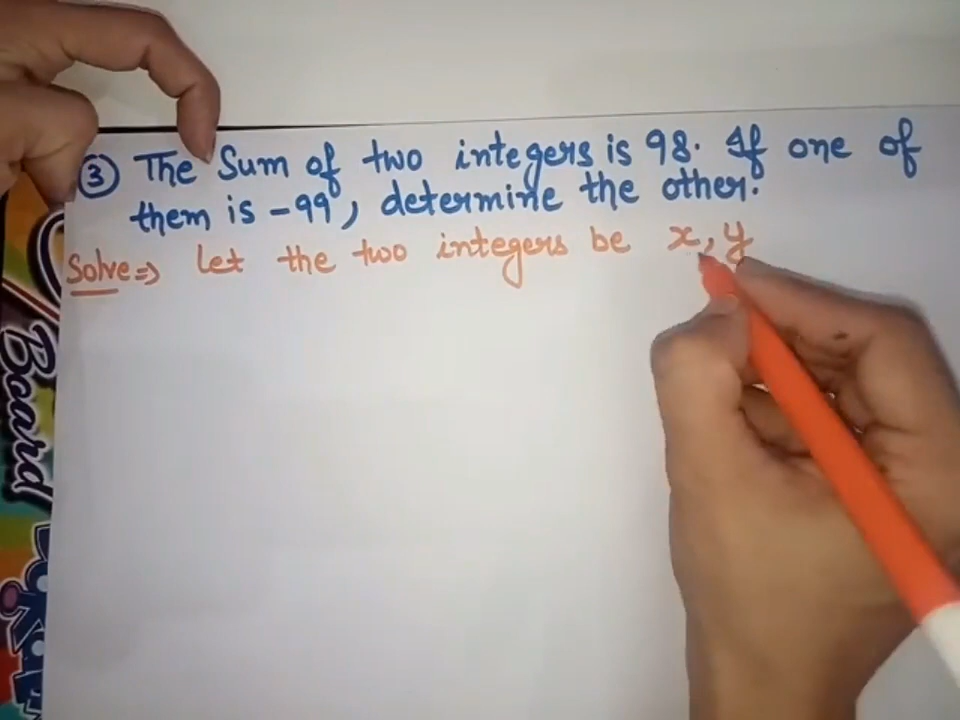 ③ The Sum of two integers is 98. If one of
them is -99, determine the other.
Solve⇒ Let the two integers be x, y
Board